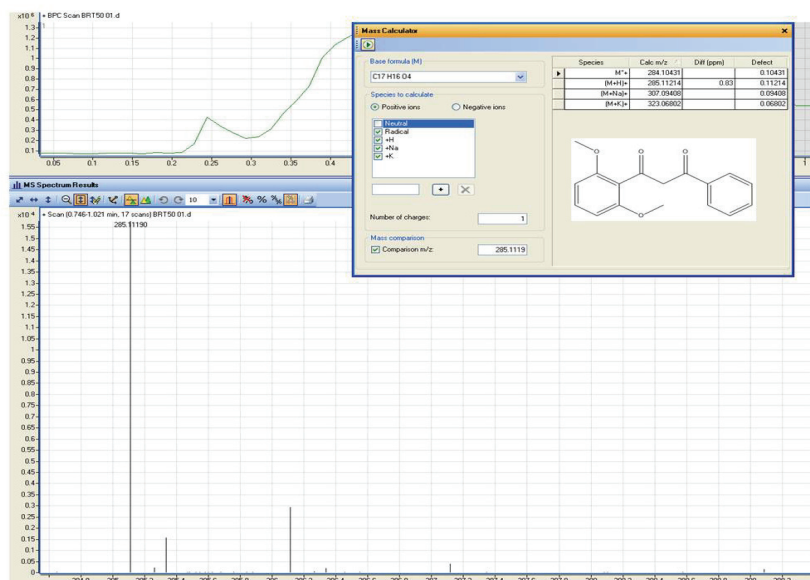 x10 6 + BPC Scan BRT50 01.d
1.3
1
1.2
1.1
1
0.9
0.8
0.7
0.6
0.5
0.4
0.3
0.2
0.1
0.05 0.1 0.15 0.2 0.25 0.3 0.35 0.4
1
Mass Calculator
Base formula (M)
C17 H16 O4
Species to calculate
Positive ions Negative ions
Neutral
Radical
+H
+Na
+K
Number of charges: 1
Mass comparison
Comparison m/z: 285.1119
Species Calc m/z Diff (ppm) Defect
M*+ 284.10431 0.10431
(M+H)+ 285.11214 0.83 0.11214
(M+Na)+ 307.09408 0.09408
(M+K)+ 323.06802 0.06802
O O O
O
MS Spectrum Results
10
x10 4 + Scan (0.746-1.021 min, 17 scans) BRT50 01.d
285.11190
1.55
1.5
1.45
1.4
1.35
1.3
1.25
1.2
1.15
1.1
1.05
1
0.95
0.9
0.85
0.8
0.75
0.7
0.65
0.6
0.55
0.5
0.45
0.4
0.35
0.3
0.25
0.2
0.15
0.1
0.05
0